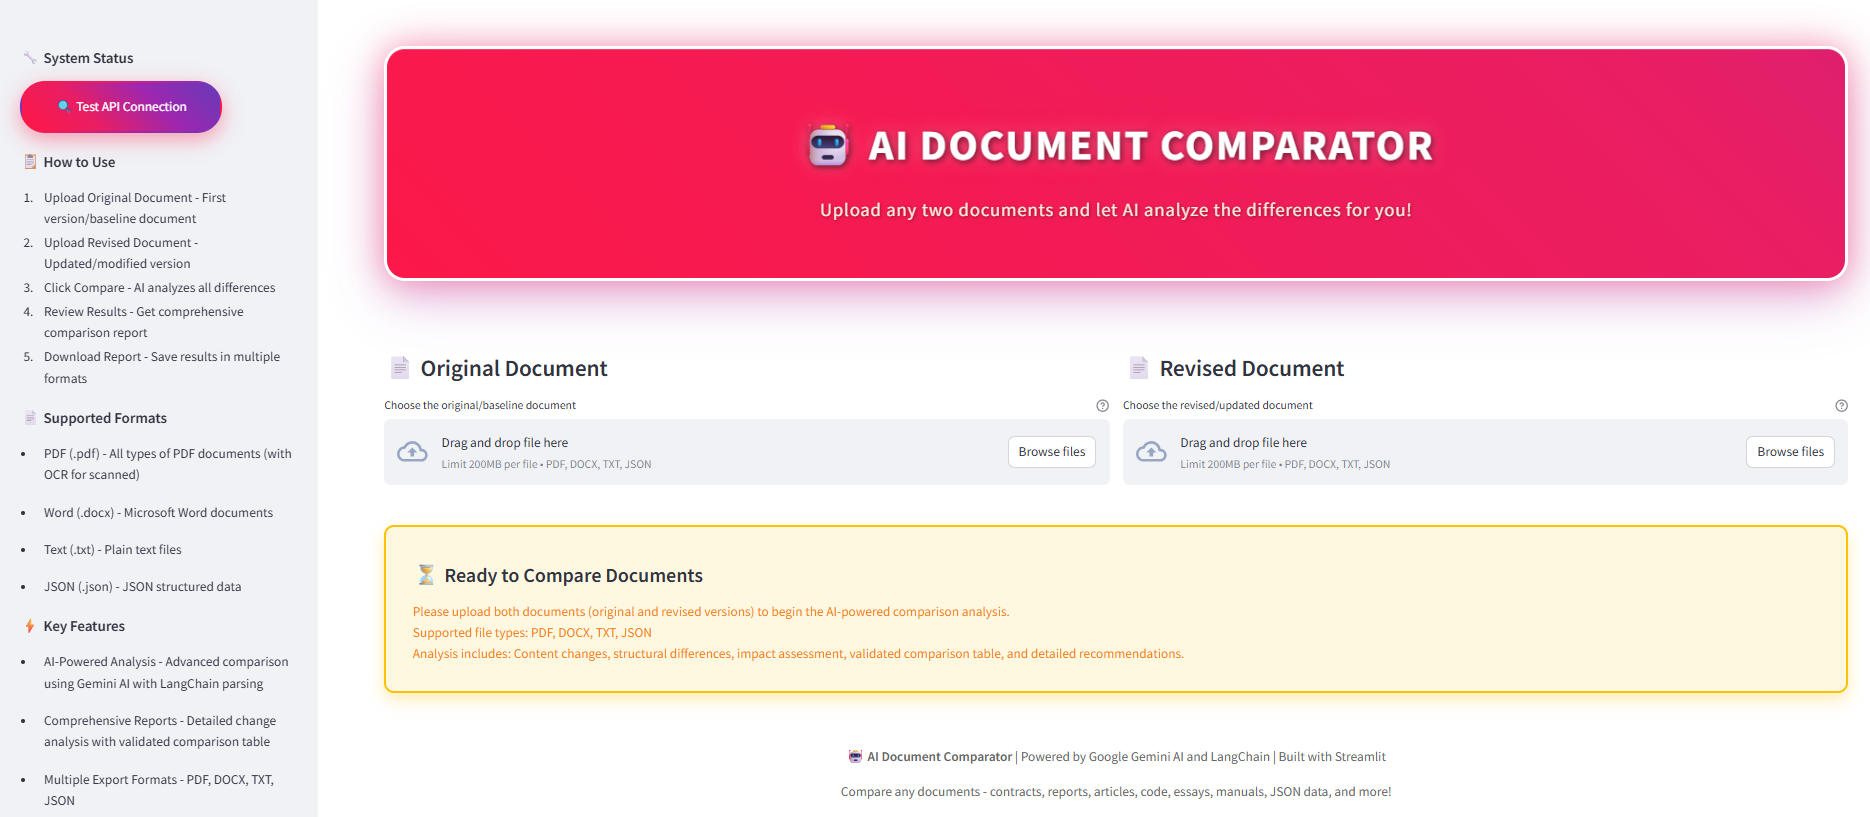 System Status
Test API Connection
How to Use
1. Upload Original Document - First
version/baseline document
2. Upload Revised Document -
Updated/modified version
3. Click Compare - AI analyzes all differences
4. Review Results - Get comprehensive
comparison report
5. Download Report - Save results in multiple
formats
Supported Formats
• PDF (.pdf) - All types of PDF documents (with
OCR for scanned)
• Word (.docx) - Microsoft Word documents
• Text (.txt) - Plain text files
• JSON (.json) - JSON structured data
Key Features
• AI-Powered Analysis - Advanced comparison
using Gemini AI with LangChain parsing
• Comprehensive Reports - Detailed change
analysis with validated comparison table
• Multiple Export Formats - PDF, DOCX, TXT,
JSON
AI DOCUMENT COMPARATOR
Upload any two documents and let AI analyze the differences for you!
Original Document
Choose the original/baseline document
Drag and drop file here
Limit 200MB per file • PDF, DOCX, TXT, JSON
Browse files
Revised Document
Choose the revised/updated document
Drag and drop file here
Limit 200MB per file • PDF, DOCX, TXT, JSON
Browse files
Ready to Compare Documents
Please upload both documents (original and revised versions) to begin the AI-powered comparison analysis.
Supported file types: PDF, DOCX, TXT, JSON
Analysis includes: Content changes, structural differences, impact assessment, validated comparison table, and detailed recommendations.
AI Document Comparator | Powered by Google Gemini AI and LangChain | Built with Streamlit
Compare any documents - contracts, reports, articles, code, essays, manuals, JSON data, and more!